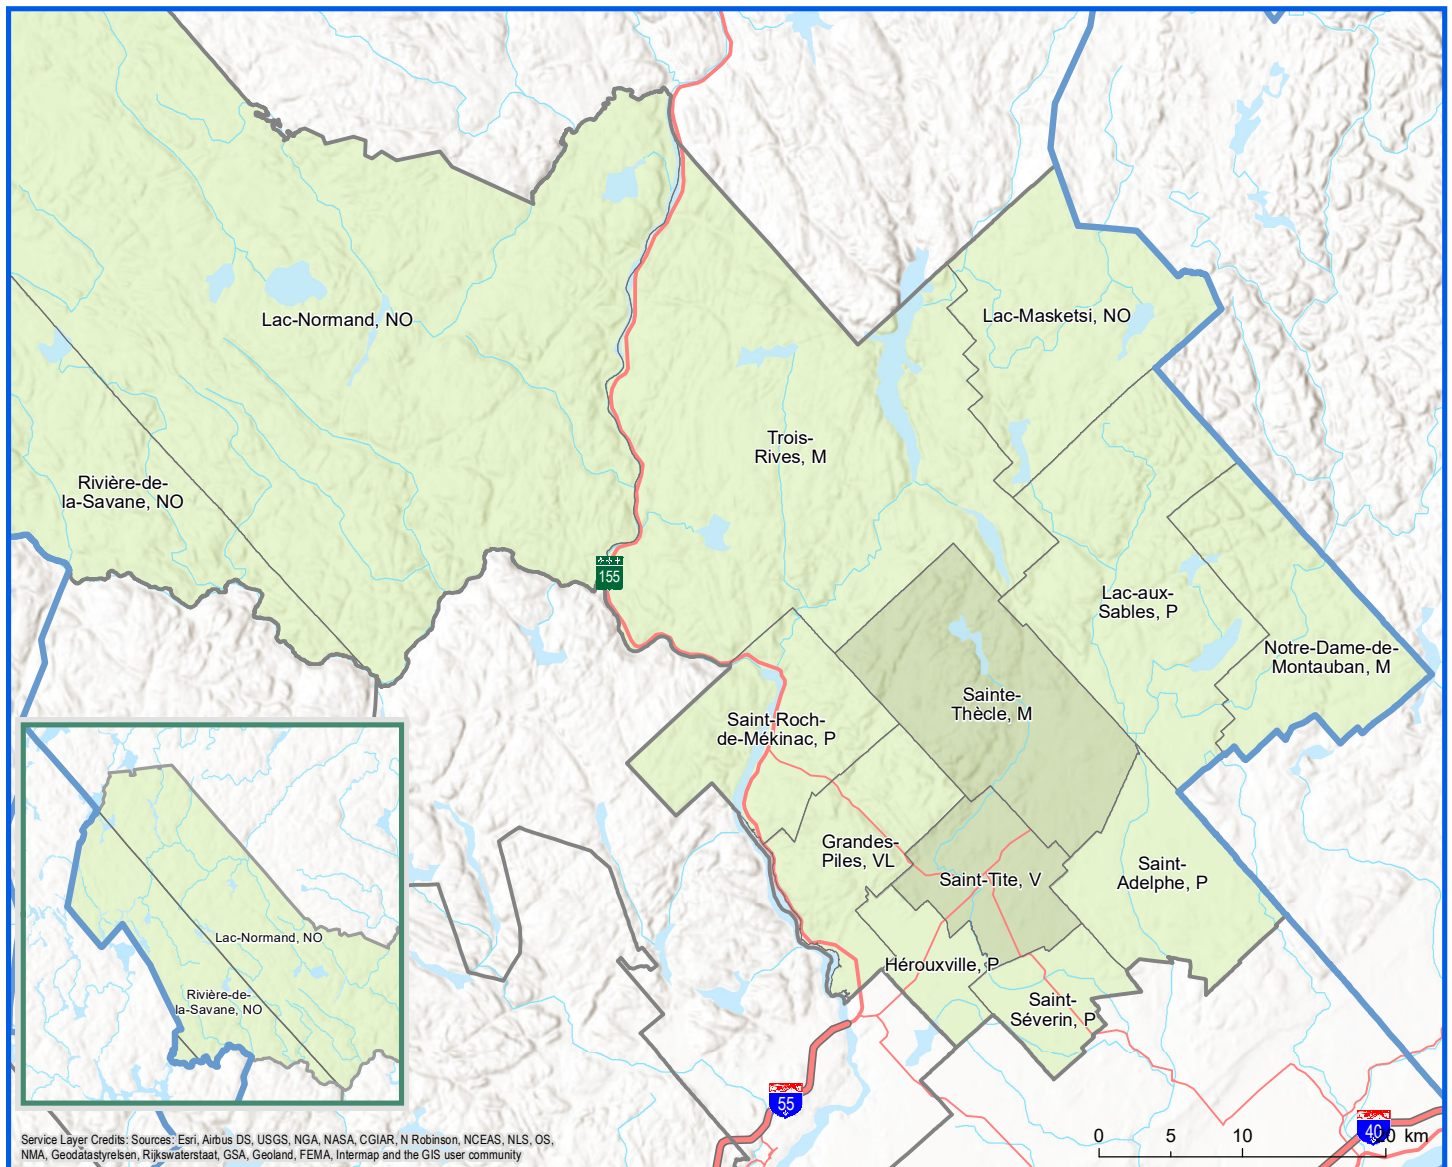 Lac-Normand, NO
Lac-Masketsi, NO
Trois-
Rives, M
Rivière-de-
la-Savane, NO
155
Lac-aux-
Sables, P
Notre-Dame-de-
Montauban, M
Sainte-
Thècle, M
Saint-Roch-
de-Mékinac, P
Grandes-
Piles, VL
Saint-Tite, V
Saint-
Adelphe, P
Hérouxville, P
Saint-
Séverin, P
Lac-Normand, NO
Rivière-de-
la-Savane, NO
55
40
0 5 10 20 km
Service Layer Credits: Sources: Esri, Airbus DS, USGS, NGA, NASA, CGIAR, N Robinson, NCEAS, NLS, OS,
NMA, Geodatastyrelsen, Rijkswaterstaat, GSA, Geoland, FEMA, Intermap and the GIS user community